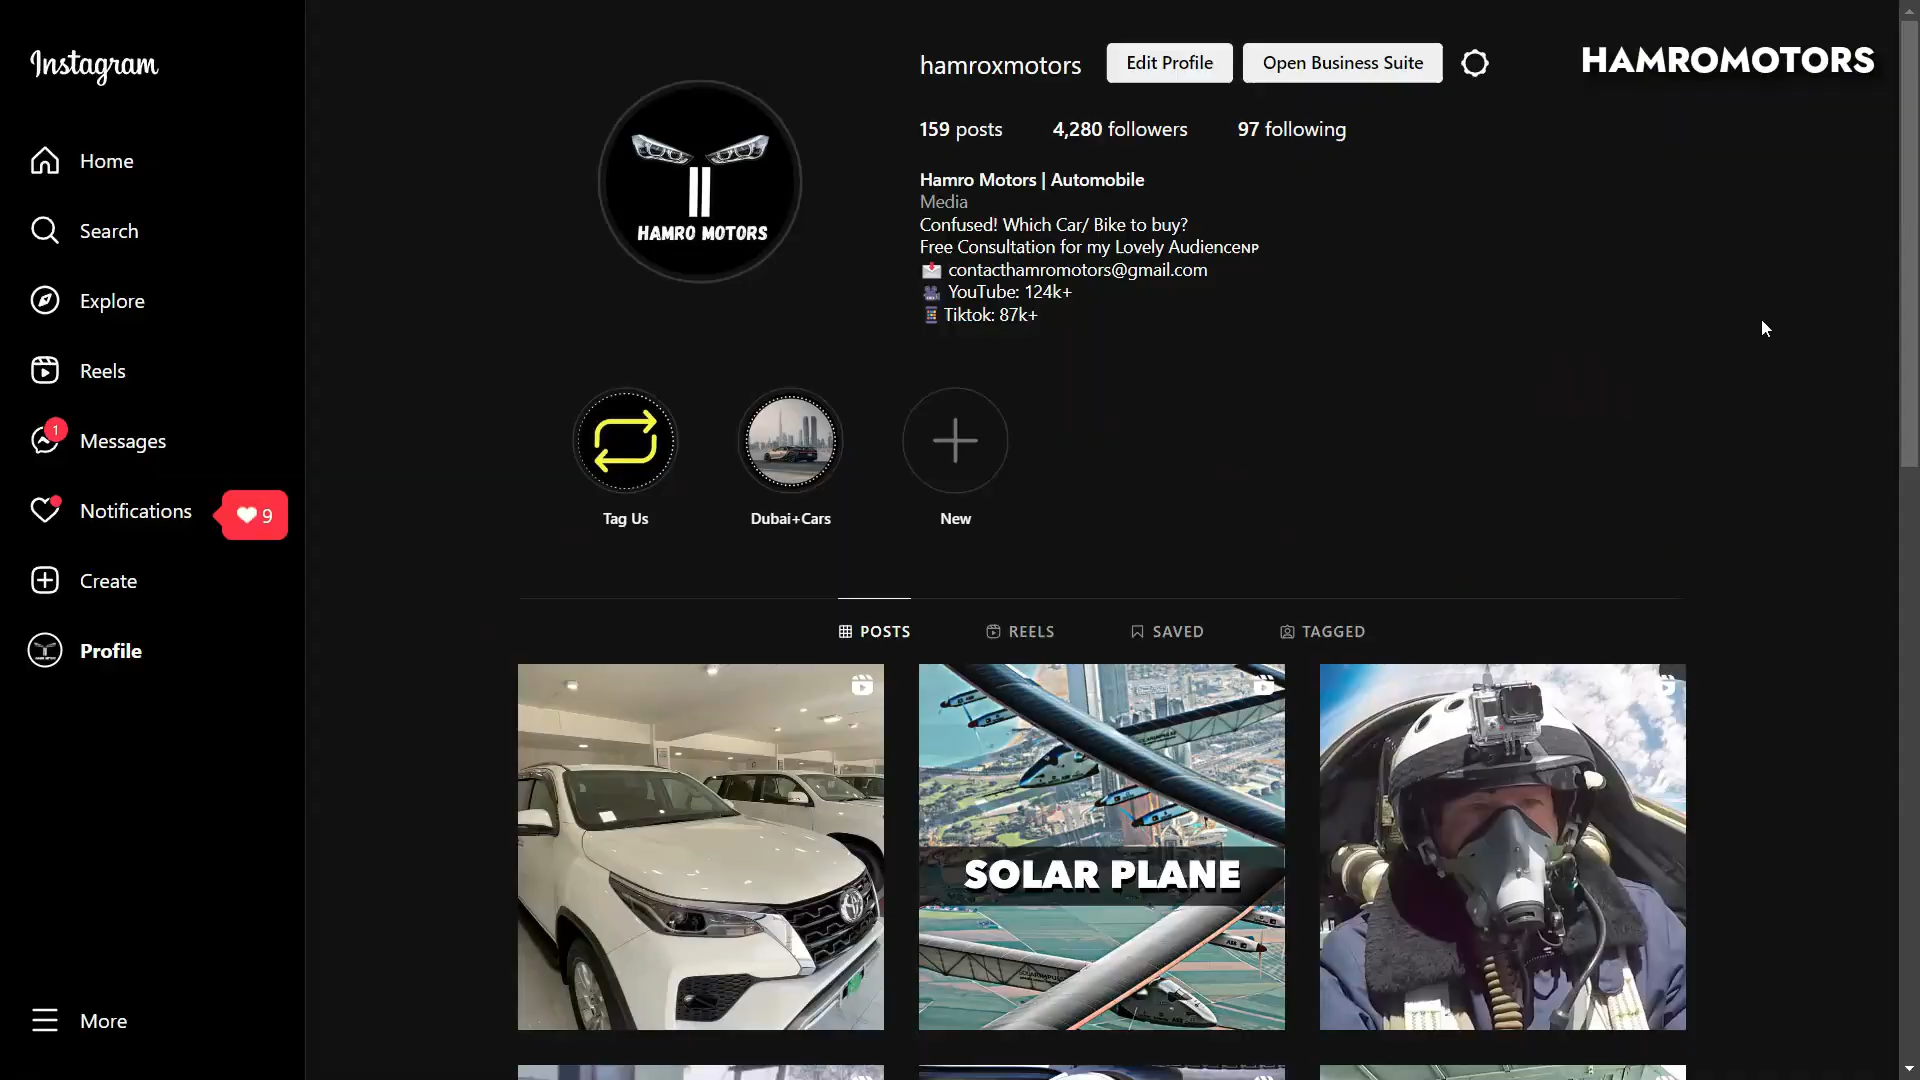 Instagram
Home
Search
Explore
Reels
1
Messages
Notifications
9
Create
Profile
More
HAMRO MOTORS
hamroxmotors
Edit Profile
Open Business Suite
HAMROMOTORS
159 posts
4,280 followers
97 following
Hamro Motors | Automobile
Media
Confused! Which Car/ Bike to buy?
Free Consultation for my Lovely AudienceNP
contacthamromotors@gmail.com
YouTube: 124k+
Tiktok: 87k+
Tag Us
Dubai+Cars
New
POSTS
REELS
SAVED
TAGGED
SOLAR PLANE